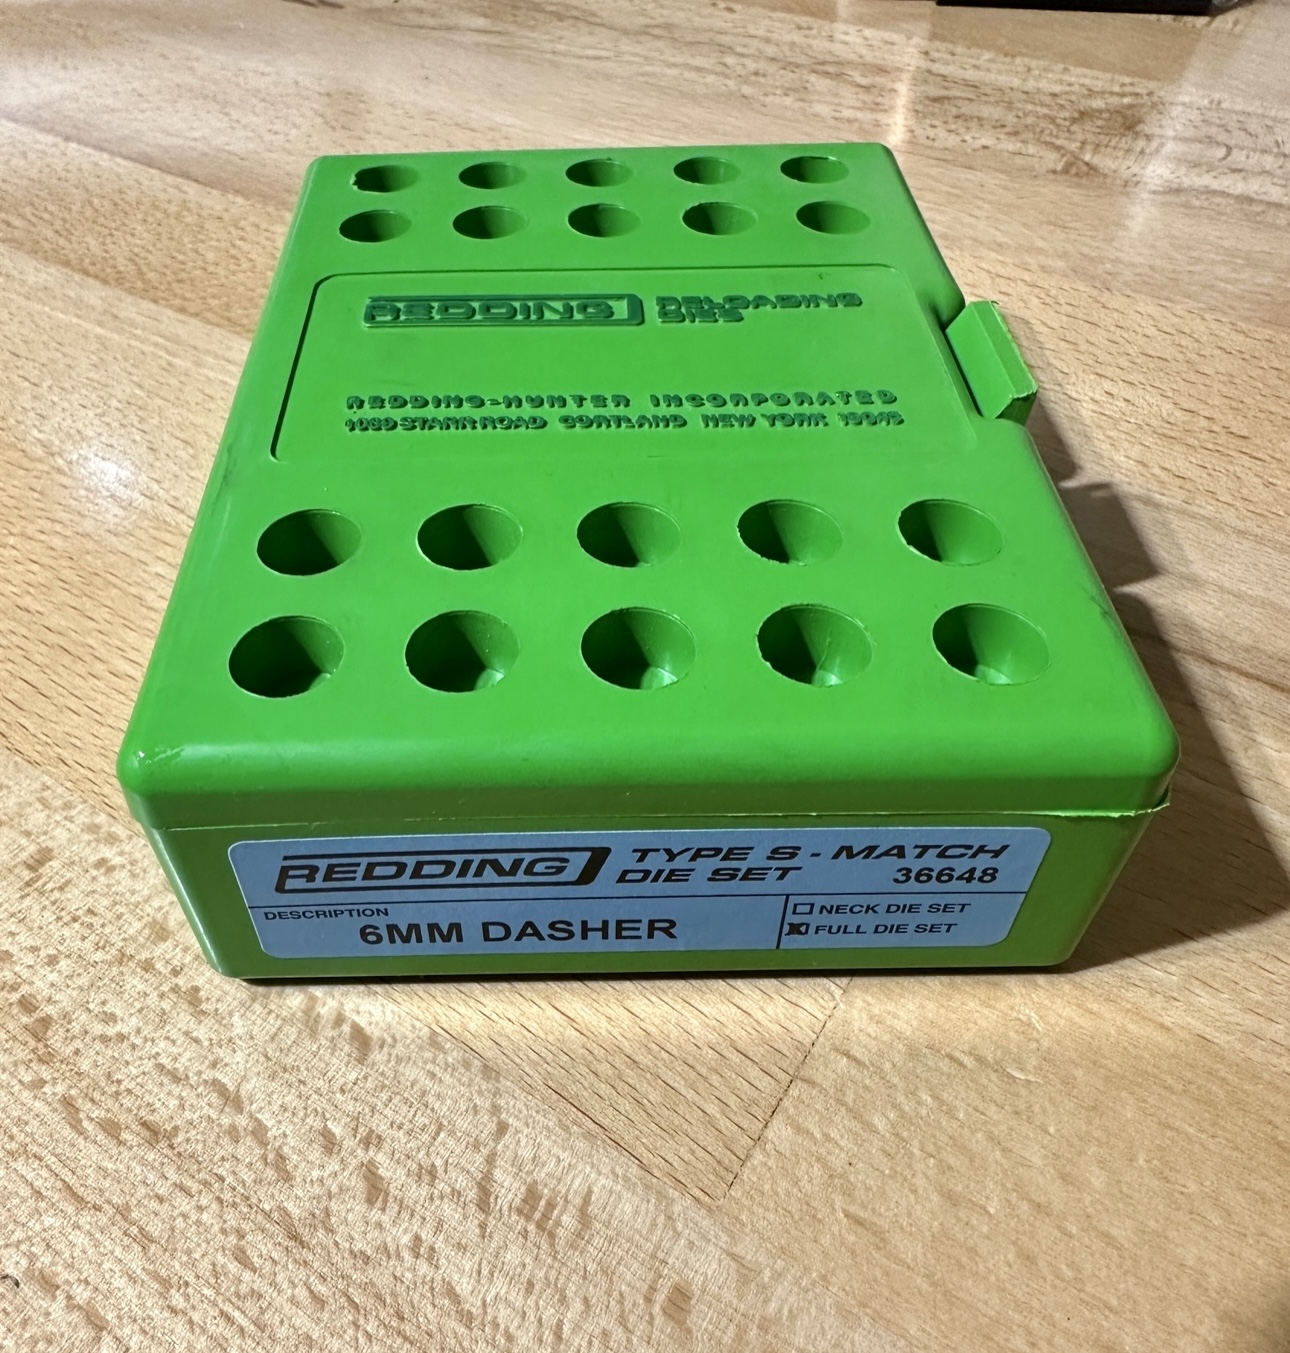 REDDING RELOADING
DIES
REDDING-HUNTER INCORPORATED
1089 STARR ROAD CORTLAND NEW YORK 13045
REDDING TYPE S - MATCH
DIE SET 36648
DESCRIPTION
6MM DASHER
NECK DIE SET
FULL DIE SET